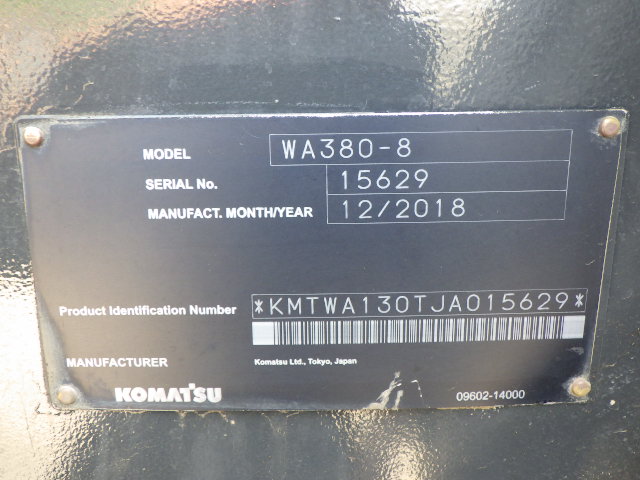 MODEL WA380-8
SERIAL No. 15629
MANUFACT. MONTH/YEAR 12/2018
Product Identification Number *KMTWA130TJA015629*
MANUFACTURER Komatsu Ltd., Tokyo, Japan
KOMATSU 09602-14000